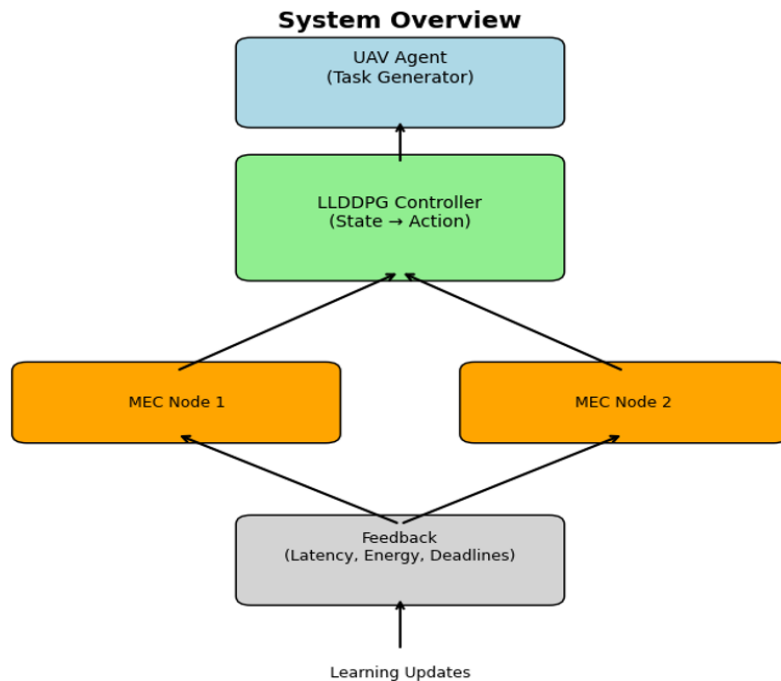 System Overview
UAV Agent
(Task Generator)
LLDDPG Controller
(State → Action)
MEC Node 1
MEC Node 2
Feedback
(Latency, Energy, Deadlines)
Learning Updates